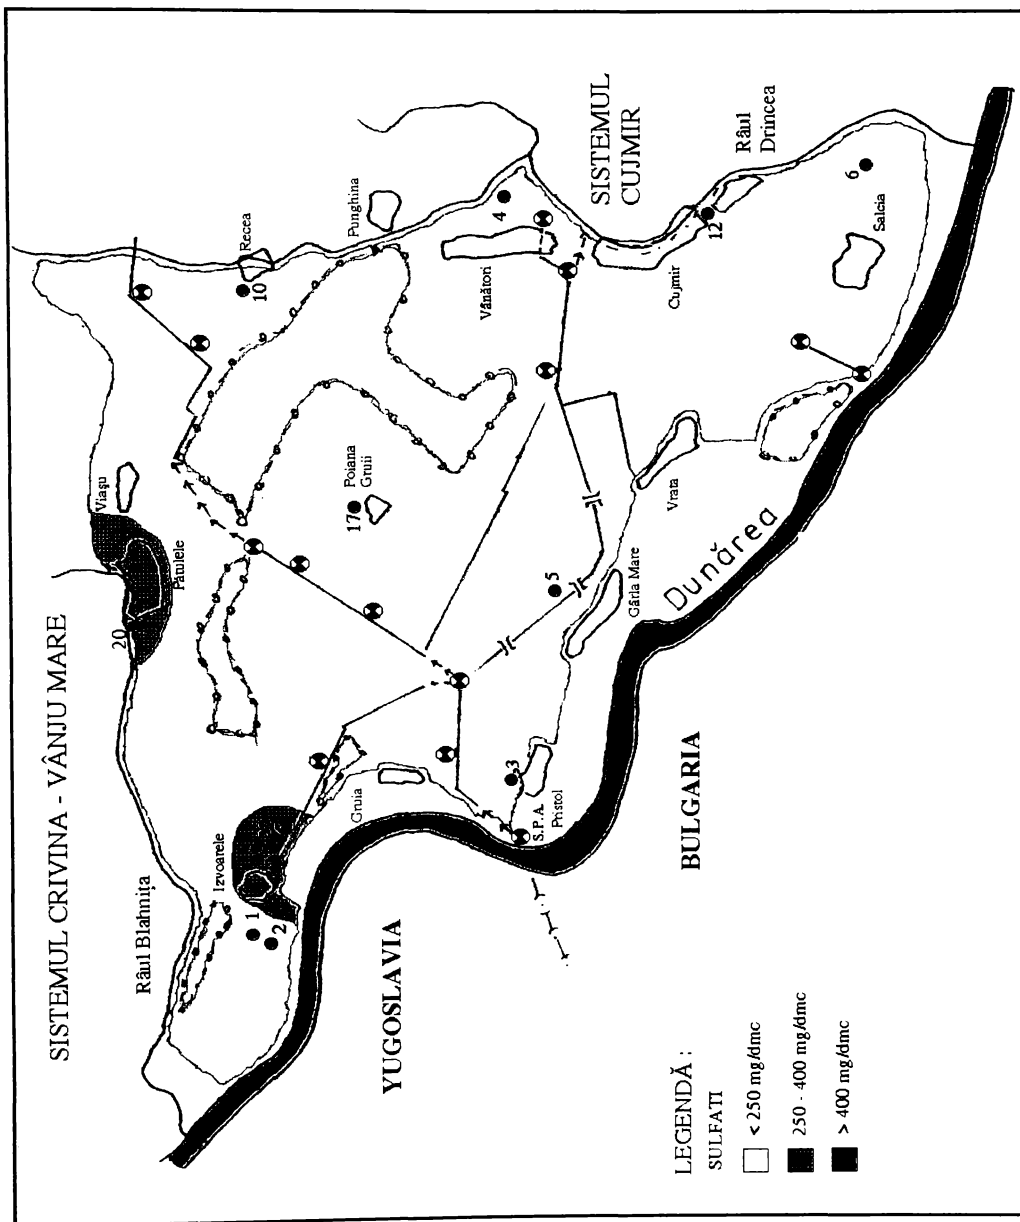 SISTEMUL CRIVINA - VÂNJU MARE
Râul Blahnița
Izvoarele
20
Pătulele
Viașu
Recea
10
Punghina
1
2
Gruia
17
Poiana
Gruii
Vânători
4
SISTEMUL
CUJMIR
Râul
Drincea
YUGOSLAVIA
S.P.A.
Pristol
3
5
Gârla Mare
Vrata
Cujmir
12
6
Salcia
Dunărea
BULGARIA
LEGENDĂ :
SULFATI
< 250 mg/dmc
250 - 400 mg/dmc
> 400 mg/dmc